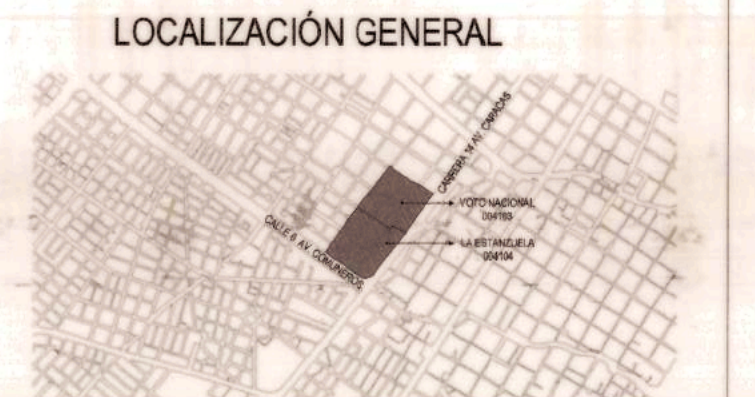 LOCALIZACIÓN GENERAL
CARRERA 14 AV. CARACAS
VOTO NACIONAL
004103
CALLE 6 AV. COMUNEROS
LA ESTANZUELA
004104